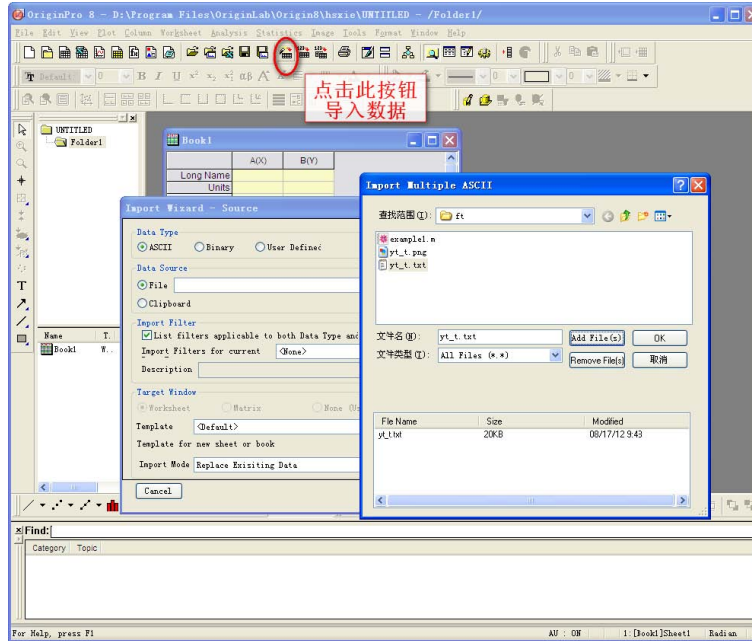 OriginPro 8 - D:\Program Files\OriginLab\Origin8\hsxie\UNTITLED - /Folder1/
File Edit View Plot Column Worksheet Analysis Statistics Image Tools Format Window Help
Default 0 B I U
点击此按钮
导入数据
UNTITLED
Folder1
Book1
A(X) B(Y)
Long Name
Units
Import Wizard - Source
Data Type
ASCII Binary User Defined
Data Source
File
Clipboard
Import Filter
List filters applicable to both Data Type and
Import Filters for current <None>
Description
Target Window
Worksheet Matrix None
Template <Default>
Template for new sheet or book
Import Mode Replace Exisiting Data
Cancel
Import Multiple ASCII
查找范围(I): ft
example1.m
yt_t.png
yt_t.txt
文件名(N): yt_t.txt Add File(s) OK
文件类型(T): All Files (*.*) Remove File(s) 取消
File Name Size Modified
yt_t.txt 20KB 08/17/12 9:43
Name T.
Book1 W..
Find:
Category Topic
For Help, press F1 AU : ON 1:[Book1]Sheet1 Radian